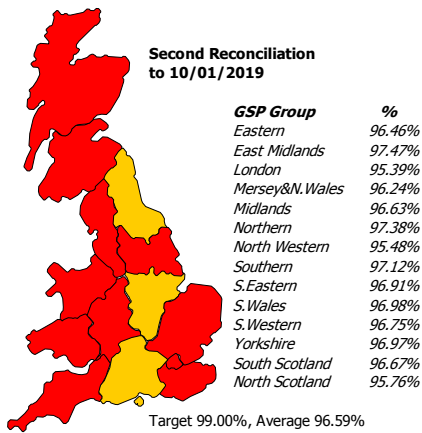 Second Reconciliation
to 10/01/2019
GSP Group %
Eastern 96.46%
East Midlands 97.47%
London 95.39%
Mersey&N.Wales 96.24%
Midlands 96.63%
Northern 97.38%
North Western 95.48%
Southern 97.12%
S.Eastern 96.91%
S.Wales 96.98%
S.Western 96.75%
Yorkshire 96.97%
South Scotland 96.67%
North Scotland 95.76%
Target 99.00%, Average 96.59%